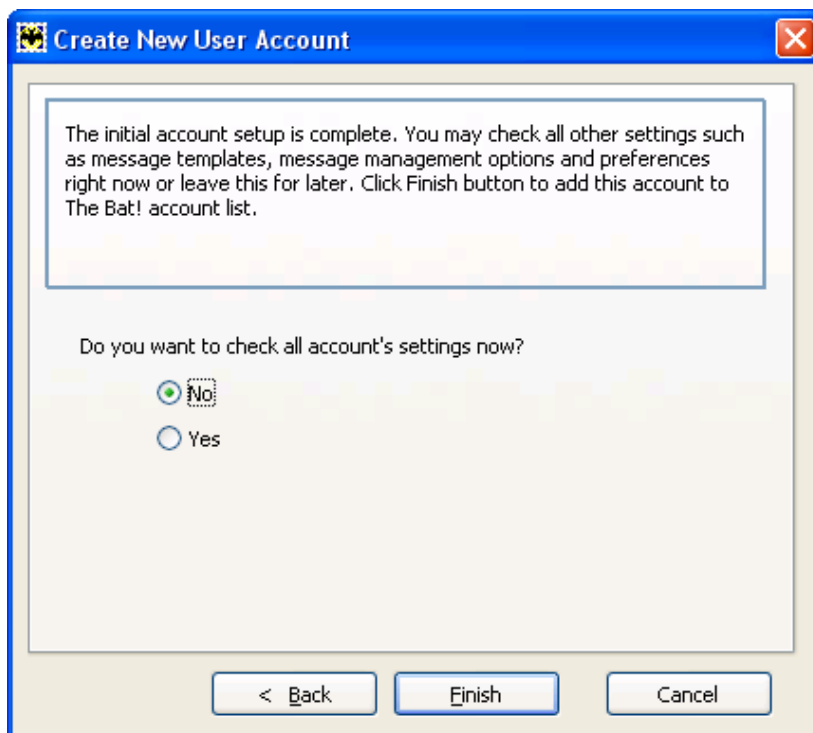 Create New User Account
The initial account setup is complete. You may check all other settings such
as message templates, message management options and preferences
right now or leave this for later. Click Finish button to add this account to
The Bat! account list.
Do you want to check all account's settings now?
No
Yes
< Back
Finish
Cancel